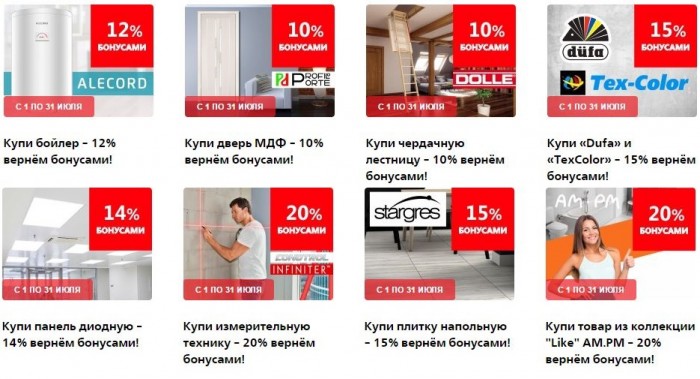 12%
БОНУСАМИ
ALECORD
С 1 ПО 31 ИЮЛЯ
Купи бойлер – 12%
вернём бонусами!
10%
БОНУСАМИ
PROFIL
PORTE
С 1 ПО 31 ИЮЛЯ
Купи дверь МДФ – 10%
вернём бонусами!
10%
БОНУСАМИ
DOLLE
С 1 ПО 31 ИЮЛЯ
Купи чердачную
лестницу – 10% вернём
бонусами!
15%
БОНУСАМИ
düfa
Tex-Color
С 1 ПО 31 ИЮЛЯ
Купи «Dufa» и
«TexColor» – 15% вернём
бонусами!
14%
БОНУСАМИ
С 1 ПО 31 ИЮЛЯ
Купи панель диодную –
14% вернём бонусами!
20%
БОНУСАМИ
CONDTROL
INFINITER
С 1 ПО 31 ИЮЛЯ
Купи измерительную
технику – 20% вернём
бонусами!
stargres
15%
БОНУСАМИ
С 1 ПО 31 ИЮЛЯ
Купи плитку напольную
– 15% вернём бонусами!
AM.PM
20%
БОНУСАМИ
С 1 ПО 31 ИЮЛЯ
Купи товар из коллекции
"Like" AM.PM – 20%
вернём бонусами!